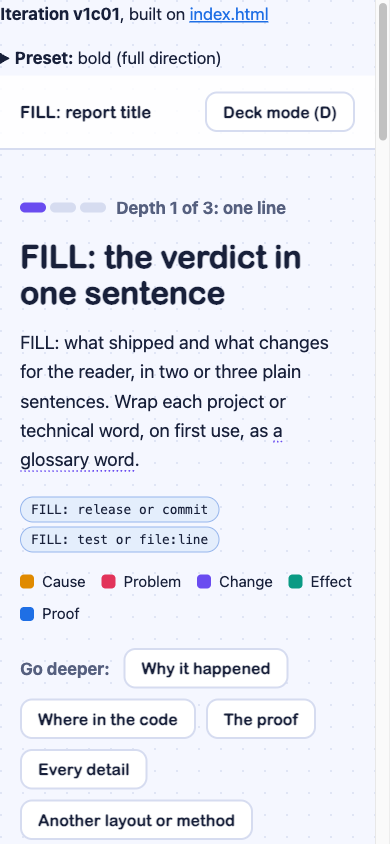 Iteration v1c01, built on index.html
▶ Preset: bold (full direction)
FILL: report title
Deck mode (D)
Depth 1 of 3: one line
FILL: the verdict in
one sentence
FILL: what shipped and what changes
for the reader, in two or three plain
sentences. Wrap each project or
technical word, on first use, as a
glossary word.
FILL: release or commit
FILL: test or file:line
Cause Problem Change Effect
Proof
Go deeper: Why it happened
Where in the code The proof
Every detail
Another layout or method